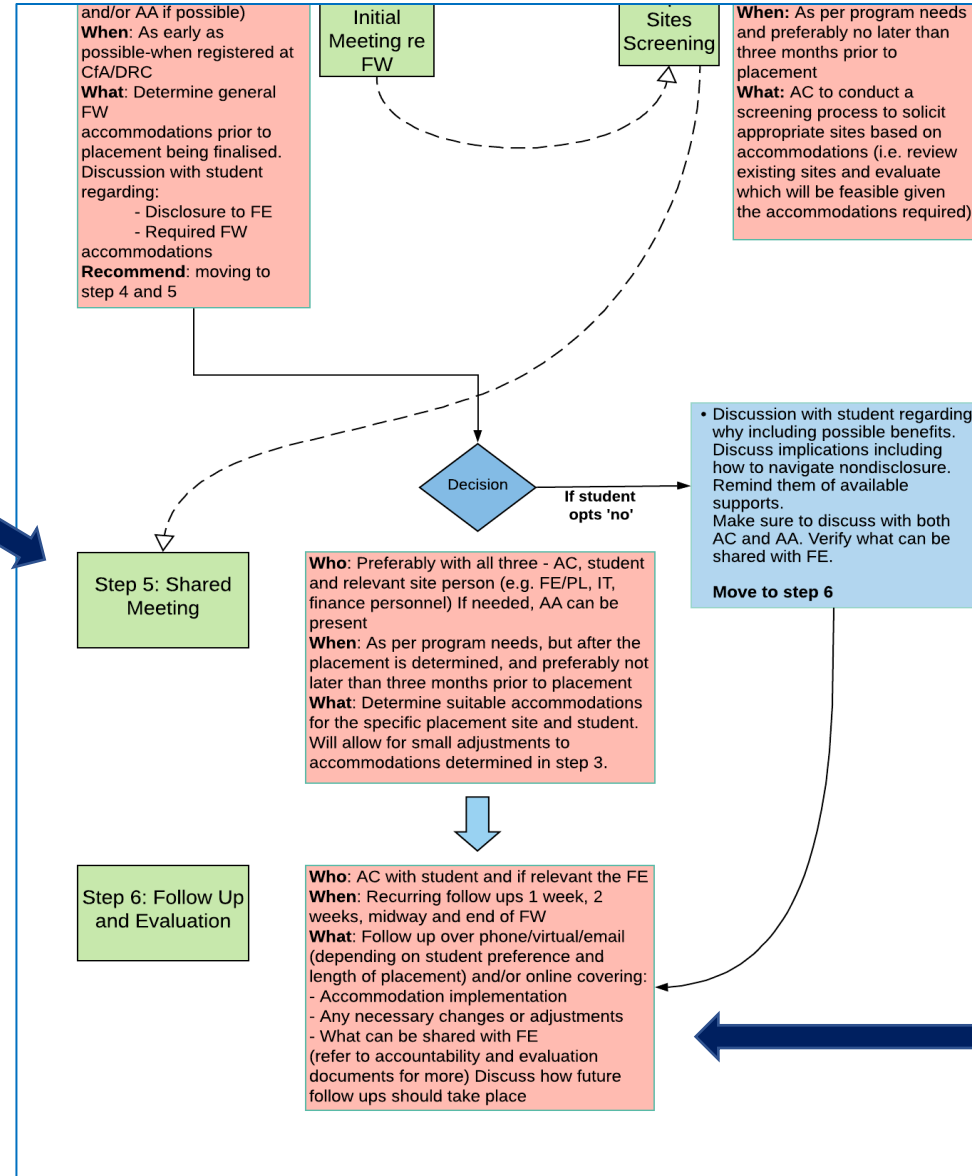 and/or AA if possible)
When: As early as
possible-when registered at
CfA/DRC
What: Determine general
FW
accommodations prior to
placement being finalised.
Discussion with student
regarding:
- Disclosure to FE
- Required FW
accommodations
Recommend: moving to
step 4 and 5
Initial
Meeting re
FW
Sites
Screening
When: As per program needs
and preferably no later than
three months prior to
placement
What: AC to conduct a
screening process to solicit
appropriate sites based on
accommodations (i.e. review
existing sites and evaluate
which will be feasible given
the accommodations required)
Decision
If student
opts 'no'
• Discussion with student regarding
why including possible benefits.
Discuss implications including
how to navigate nondisclosure.
Remind them of available
supports.
Make sure to discuss with both
AC and AA. Verify what can be
shared with FE.
Move to step 6
Step 5: Shared
Meeting
Who: Preferably with all three - AC, student
and relevant site person (e.g. FE/PL, IT,
finance personnel) If needed, AA can be
present
When: As per program needs, but after the
placement is determined, and preferably not
later than three months prior to placement
What: Determine suitable accommodations
for the specific placement site and student.
Will allow for small adjustments to
accommodations determined in step 3.
Step 6: Follow Up
and Evaluation
Who: AC with student and if relevant the FE
When: Recurring follow ups 1 week, 2
weeks, midway and end of FW
What: Follow up over phone/virtual/email
(depending on student preference and
length of placement) and/or online covering:
- Accommodation implementation
- Any necessary changes or adjustments
- What can be shared with FE
(refer to accountability and evaluation
documents for more) Discuss how future
follow ups should take place